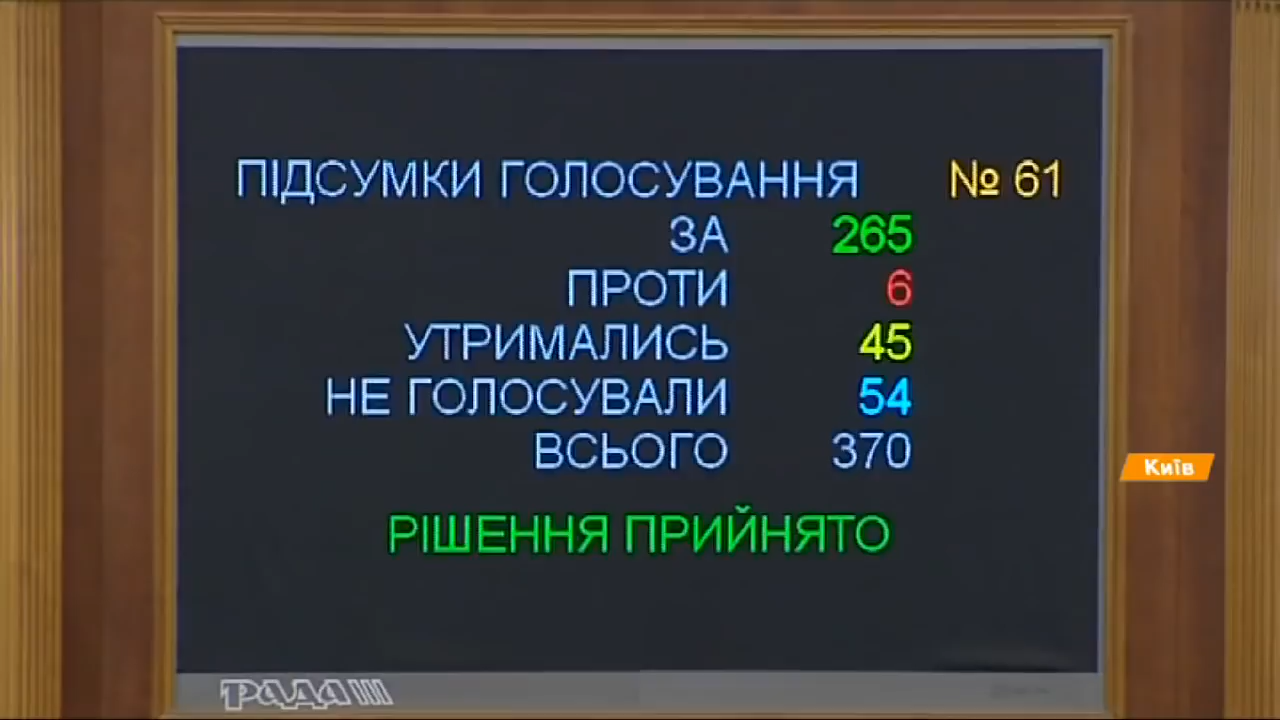 ПІДСУМКИ ГОЛОСУВАННЯ № 61
ЗА 265
ПРОТИ 6
УТРИМАЛИСЬ 45
НЕ ГОЛОСУВАЛИ 54
ВСЬОГО 370
Київ
РІШЕННЯ ПРИЙНЯТО
РАДА III